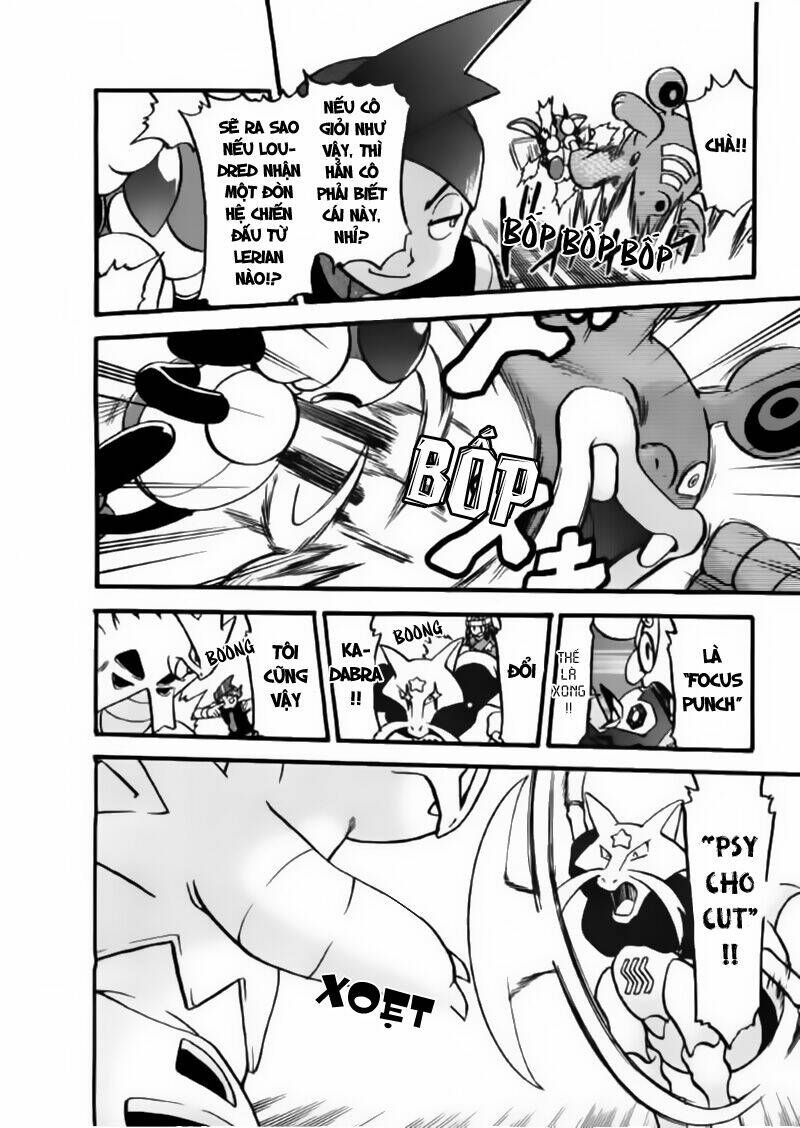 CHÀ!!
BỐP BỐP BỐP
NẾU CÔ
GIỎI NHƯ
VẬY, THÌ
HẲN CÔ
PHẢI BIẾT
CÁI NÀY,
NHỈ?
SẼ RA SAO
NẾU LOU-
DRED NHẬN
MỘT ĐÒN
HỆ CHIẾN
ĐẤU TỪ
LERIAN
NÀO!?
BỐP
LÀ
"FOCUS
PUNCH"
THẾ
LÀ
XONG
!!
ĐỔI
BOONG
KA-
DABRA
!!
TÔI
CŨNG
VẬY
BOONG
"PSY
CHO
CUT"
!!
XOẸT